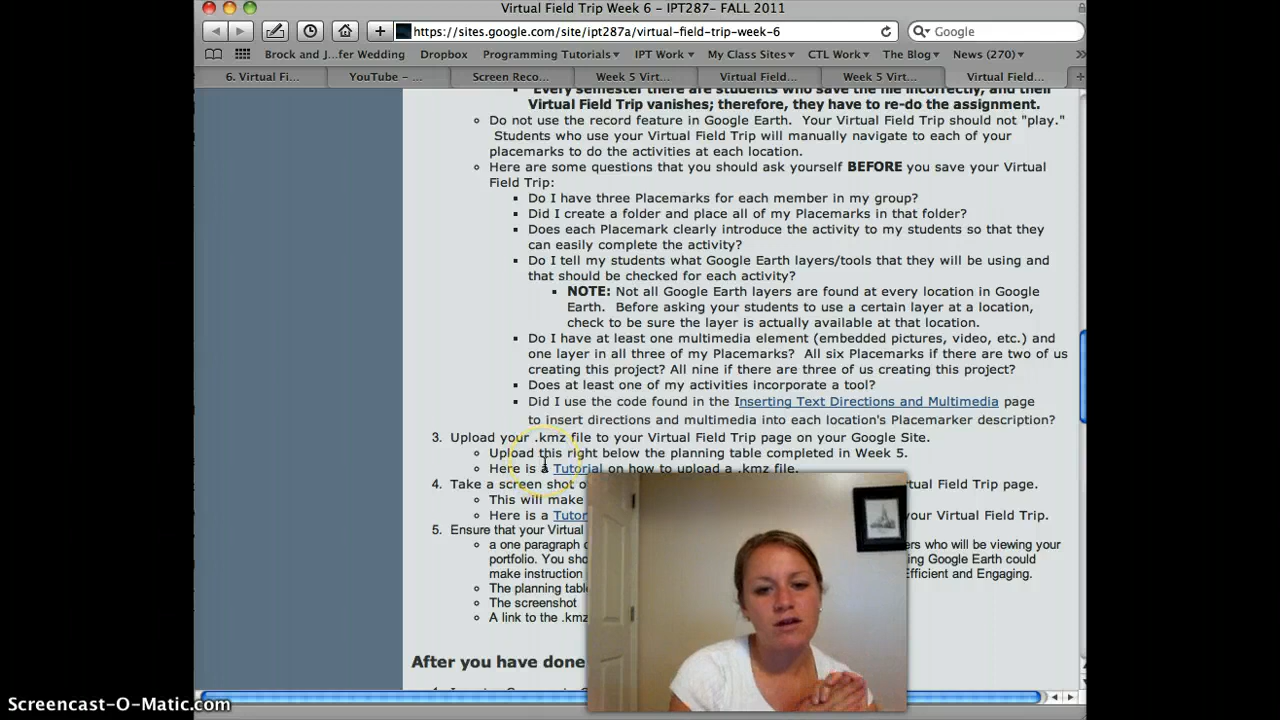 Virtual Field Trip Week 6 – IPT287– FALL 2011
https://sites.google.com/site/ipt287a/virtual-field-trip-week-6
Google
Brock and J...fer Wedding Dropbox Programming Tutorials IPT Work My Class Sites CTL Work The Blog News (270)
6. Virtual Fi... YouTube – ... Screen Reco... Week 5 Virt... Virtual Field... Week 5 Virt... Virtual Field...
Every semester there are students who save the file incorrectly, and their
Virtual Field Trip vanishes; therefore, they have to re-do the assignment.
Do not use the record feature in Google Earth. Your Virtual Field Trip should not "play."
Students who use your Virtual Field Trip will manually navigate to each of your
placemarks to do the activities at each location.
Here are some questions that you should ask yourself BEFORE you save your Virtual
Field Trip:
Do I have three Placemarks for each member in my group?
Did I create a folder and place all of my Placemarks in that folder?
Does each Placemark clearly introduce the activity to my students so that they
can easily complete the activity?
Do I tell my students what Google Earth layers/tools that they will be using and
that should be checked for each activity?
NOTE: Not all Google Earth layers are found at every location in Google
Earth. Before asking your students to use a certain layer at a location,
check to be sure the layer is actually available at that location.
Do I have at least one multimedia element (embedded pictures, video, etc.) and
one layer in all three of my Placemarks? All six Placemarks if there are two of us
creating this project? All nine if there are three of us creating this project?
Does at least one of my activities incorporate a tool?
Did I use the code found in the Inserting Text Directions and Multimedia page
to insert directions and multimedia into each location's Placemarker description?
3. Upload your .kmz file to your Virtual Field Trip page on your Google Site.
Upload this right below the planning table completed in Week 5.
Here is a Tutorial on how to upload a .kmz file.
4. Take a screen shot o irtual Field Trip page.
This will make
Here is a Tutor your Virtual Field Trip.
5. Ensure that your Virtual
a one paragraph ers who will be viewing your
portfolio. You sho ing Google Earth could
make instruction Efficient and Engaging.
The planning tabl
The screenshot
A link to the .kmz
After you have done
Screencast-O-Matic.com